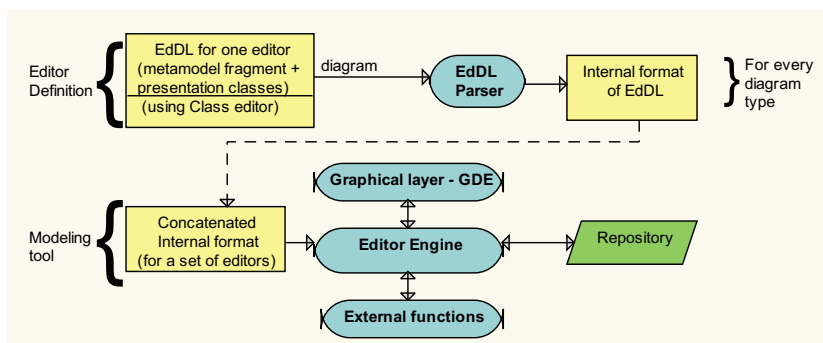 Editor
Definition
EdDL for one editor
(metamodel fragment +
presentation classes)
(using Class editor)
diagram
EdDL
Parser
Internal format
of EdDL
For every
diagram
type
Graphical layer - GDE
Modeling
tool
Concatenated
Internal format
(for a set of editors)
Editor Engine
Repository
External functions